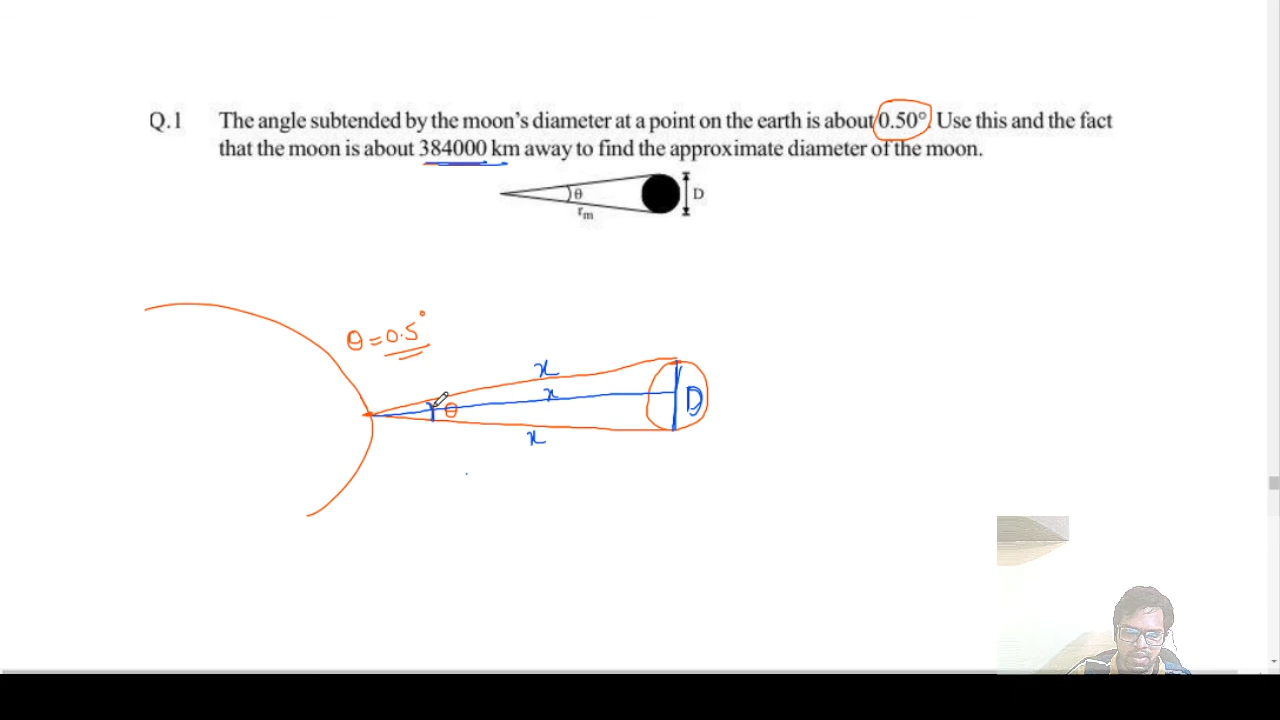 Q.1 The angle subtended by the moon's diameter at a point on the earth is about 0.50°. Use this and the fact
that the moon is about 384000 km away to find the approximate diameter of the moon.
θ
D
rm
θ = 0.5°
x
x
D
θ
x